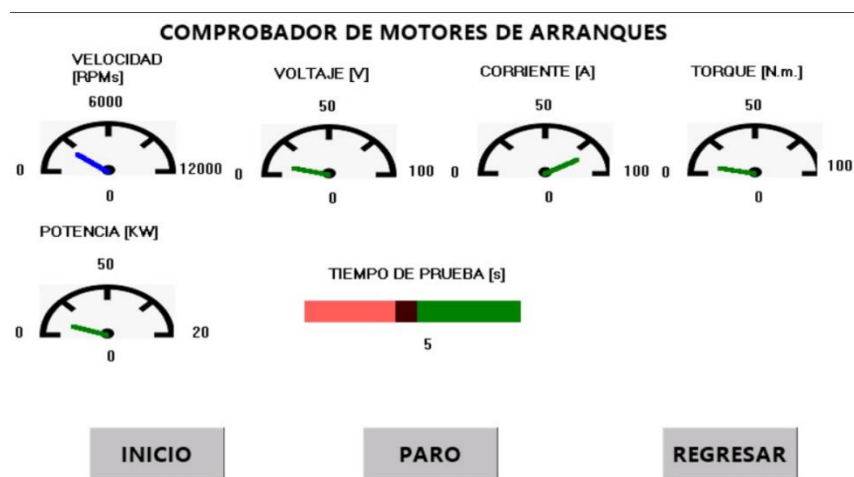 COMPROBADOR DE MOTORES DE ARRANQUES
VELOCIDAD
[RPMs]
6000
0
12000
0
VOLTAJE [V]
50
0
100
0
CORRIENTE [A]
50
0
100
0
TORQUE [N.m.]
50
0
100
0
POTENCIA [KW]
50
0
20
0
TIEMPO DE PRUEBA [s]
5
INICIO
PARO
REGRESAR